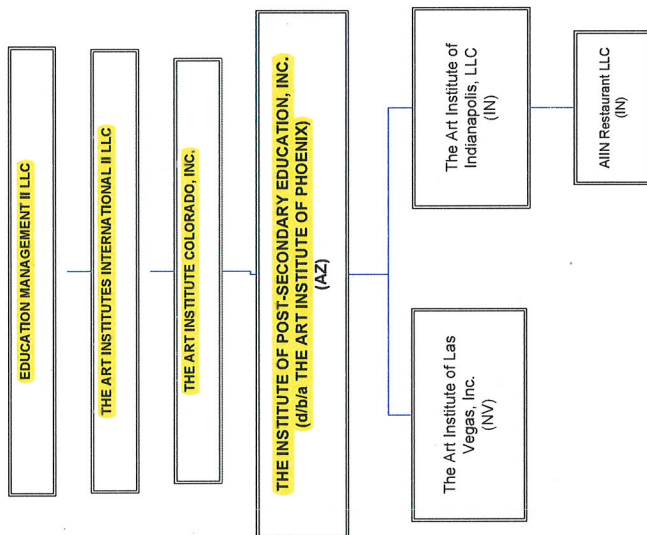 EDUCATION MANAGEMENT II LLC
THE ART INSTITUTES INTERNATIONAL II LLC
THE ART INSTITUTE COLORADO, INC.
THE INSTITUTE OF POST-SECONDARY EDUCATION, INC.
(d/b/a THE ART INSTITUTE OF PHOENIX)
(AZ)
The Art Institute of Las
Vegas, Inc.
(NV)
The Art Institute of
Indianapolis, LLC
(IN)
AIIN Restaurant LLC
(IN)